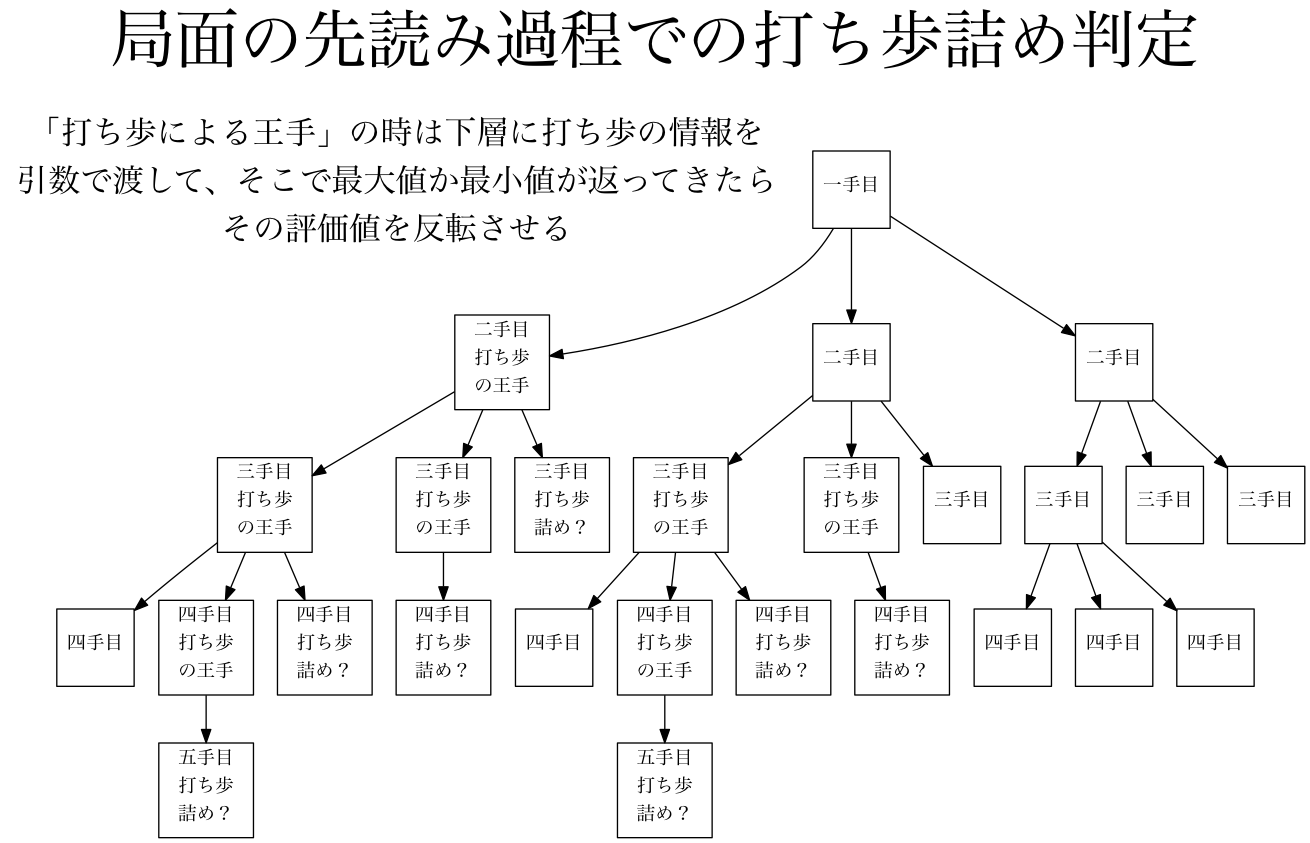 局面の先読み過程での打ち歩詰め判定
「打ち歩による王手」の時は下層に打ち歩の情報を
引数で渡して、そこで最大値か最小値が返ってきたら
その評価値を反転させる
一手目
二手目
打ち歩
の王手
二手目
二手目
三手目
打ち歩
の王手
三手目
打ち歩
の王手
三手目
打ち歩
詰め？
三手目
打ち歩
の王手
三手目
打ち歩
の王手
三手目
三手目
三手目
三手目
四手目
四手目
打ち歩
の王手
四手目
打ち歩
詰め？
四手目
打ち歩
詰め？
四手目
四手目
打ち歩
の王手
四手目
打ち歩
詰め？
四手目
打ち歩
詰め？
四手目
四手目
四手目
五手目
打ち歩
詰め？
五手目
打ち歩
詰め？